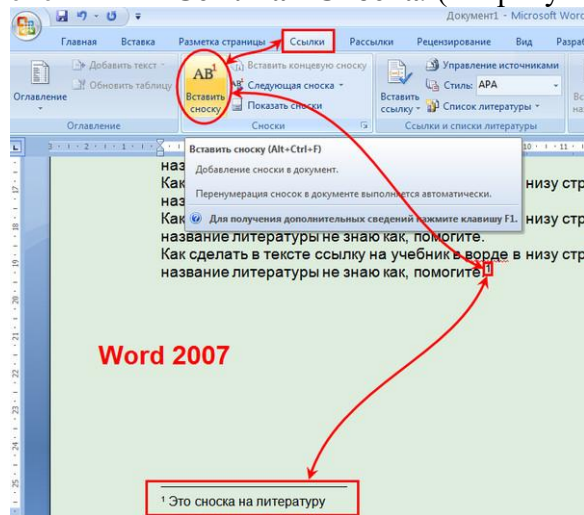 Документ1 - Microsoft Word
Главная Вставка Разметка страницы Ссылки Рассылки Рецензирование Вид Разраб
Оглавление
Добавить текст
Обновить таблицу
Оглавление
AB¹
Вставить сноску
Вставить концевую сноску
Следующая сноска
Показать сноски
Сноски
Вставить ссылку
Управление источниками
Стиль: APA
Список литературы
Ссылки и списки литературы
Вставить сноску (Alt+Ctrl+F)
Добавление сноски в документ.
Перенумерация сносок в документе выполняется автоматически.
Для получения дополнительных сведений нажмите клавишу F1.
наз
Как
низу стр
наз
Как
низу стр
название литературы не знаю как, помогите.
Как сделать в тексте ссылку на учебник в ворде в низу стр
название литературы не знаю как, помогите.¹
Word 2007
¹ Это сноска на литературу